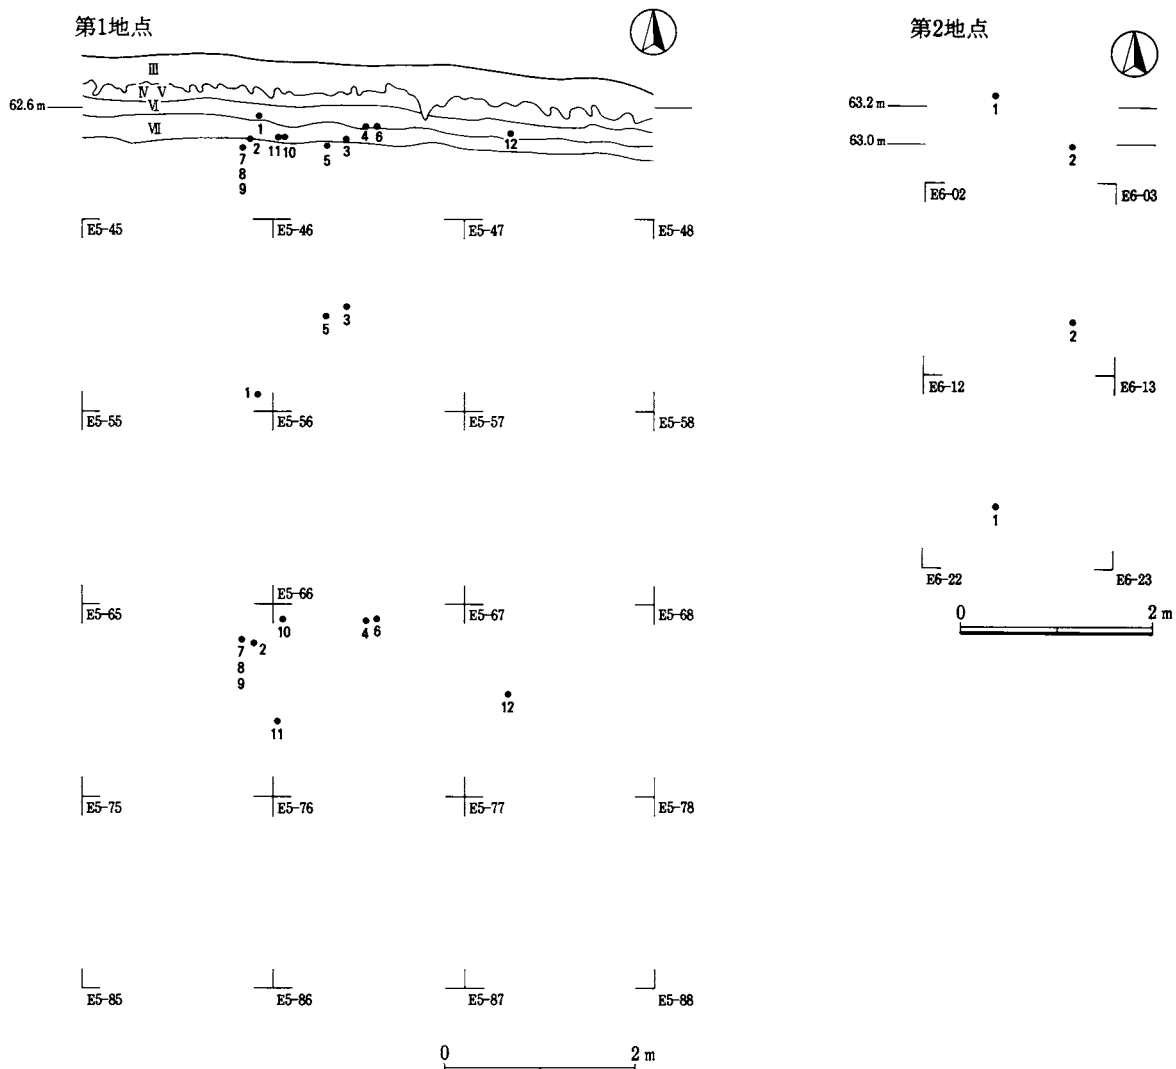 第1地点
Ⅲ
Ⅳ Ⅴ
62.6 m
Ⅵ
Ⅶ
1
4 6
2 11 10 3 12
7 5
8
9
E5-45 E5-46 E5-47 E5-48
5 3
1
E5-55 E5-56 E5-57 E5-58
E5-66
E5-65 E5-67 E5-68
10 4 6
7 2
8
9
12
11
E5-75 E5-76 E5-77 E5-78
E5-85 E5-86 E5-87 E5-88
0 2 m
第2地点
63.2 m
1
63.0 m
2
E6-02 E6-03
2
E6-12 E6-13
1
E6-22 E6-23
0 2 m